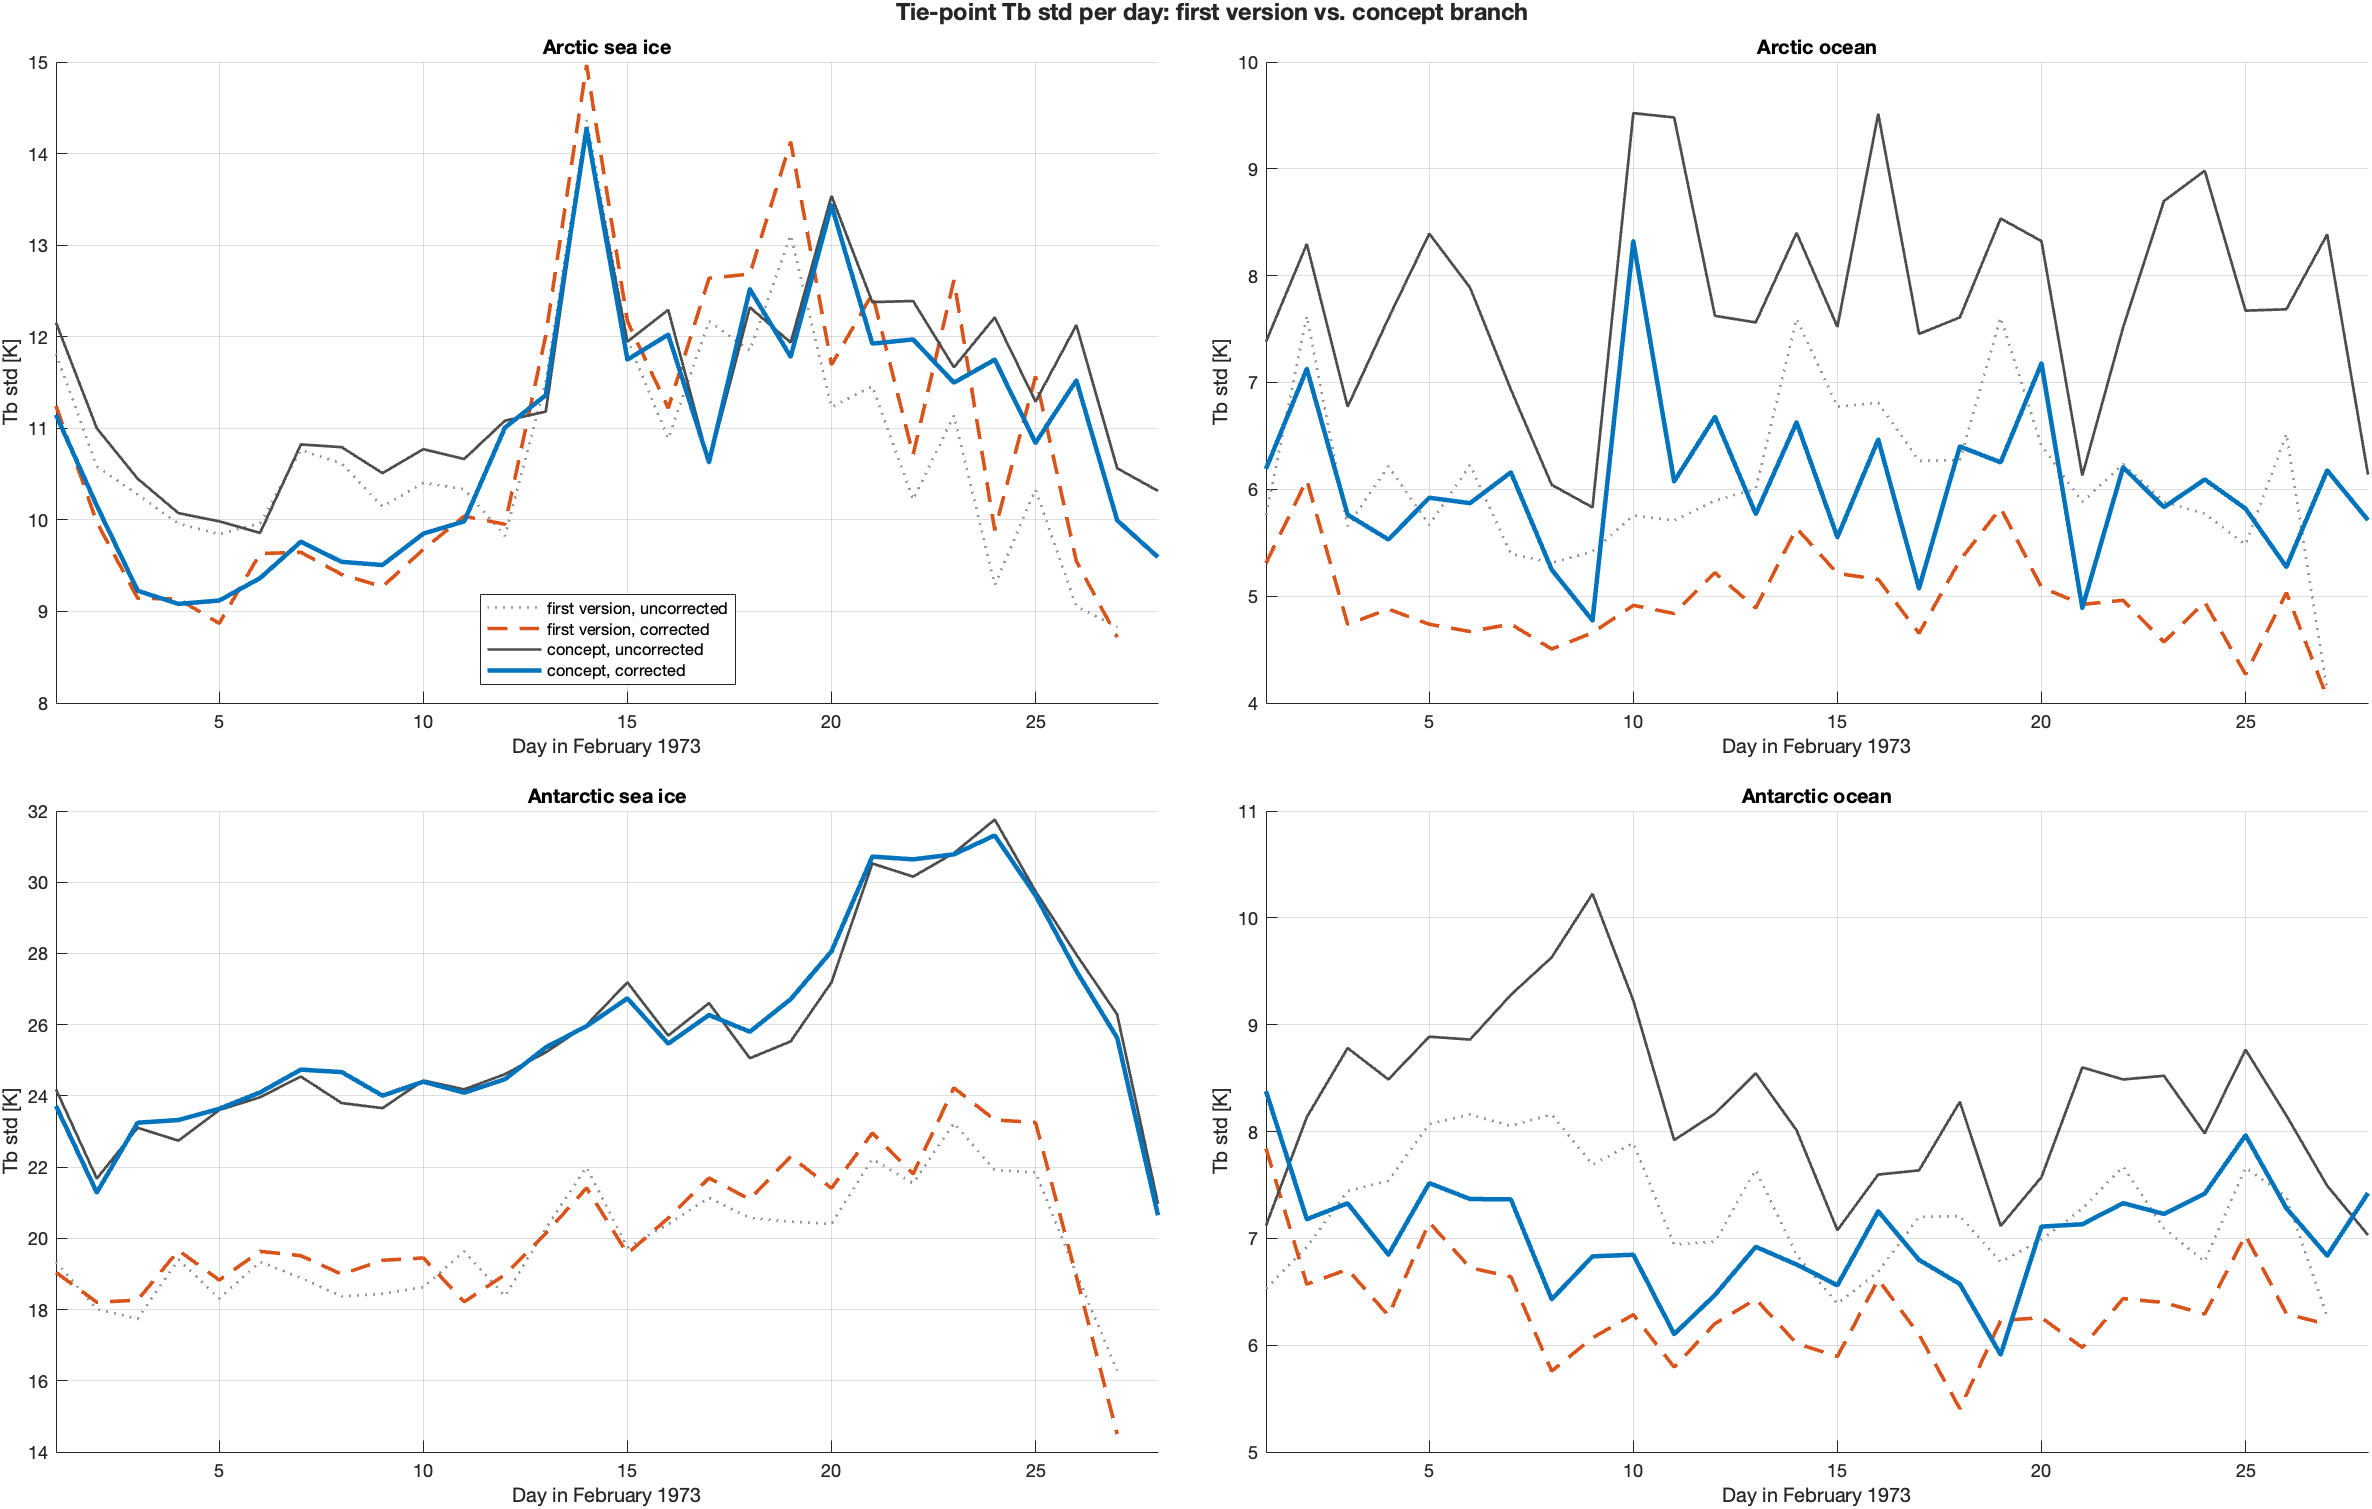 Tie-point Tb std per day: first version vs. concept branch
Arctic sea ice
15
14
13
12
11
10
9
8
Tb std [K]
first version, uncorrected
first version, corrected
concept, uncorrected
concept, corrected
5 10 15 20 25
Day in February 1973
Arctic ocean
10
9
8
7
6
5
4
Tb std [K]
5 10 15 20 25
Day in February 1973
Antarctic sea ice
32
30
28
26
24
22
20
18
16
14
Tb std [K]
5 10 15 20 25
Day in February 1973
Antarctic ocean
11
10
9
8
7
6
5
Tb std [K]
5 10 15 20 25
Day in February 1973